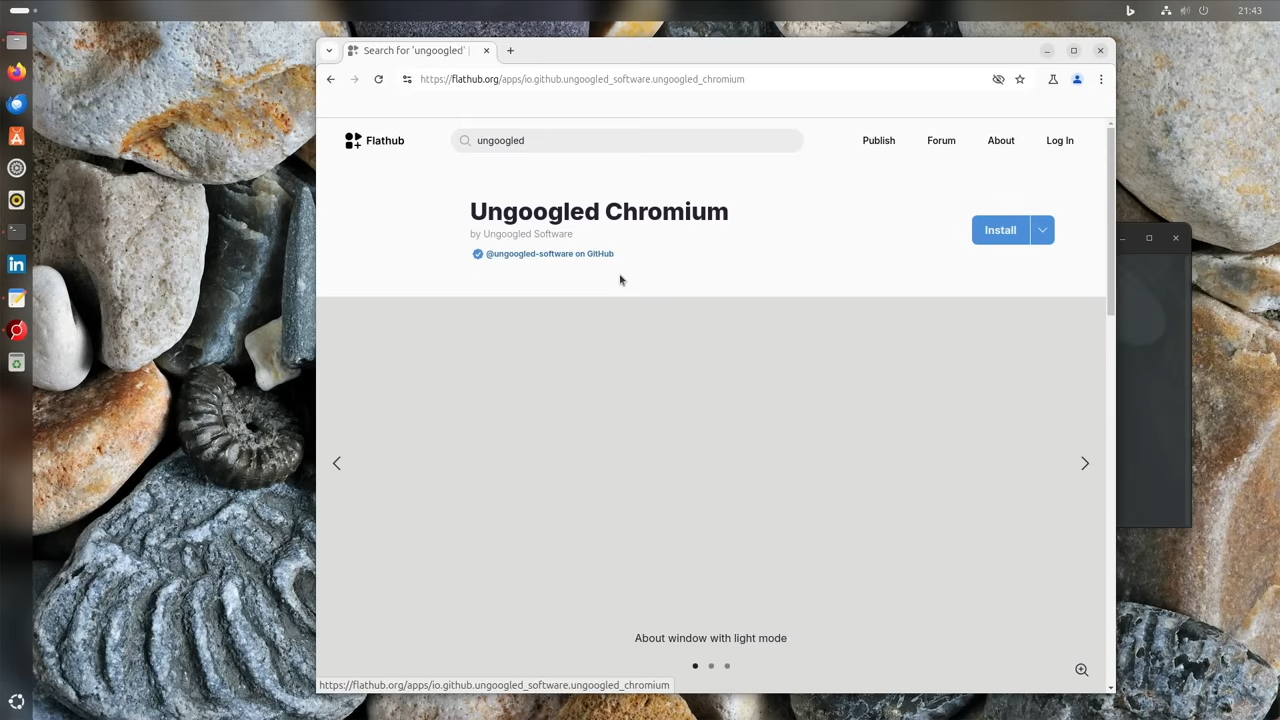 21:43
Search for 'ungoogled' |
https://flathub.org/apps/io.github.ungoogled_software.ungoogled_chromium
Flathub
ungoogled
Publish
Forum
About
Log In
Ungoogled Chromium
by Ungoogled Software
@ungoogled-software on GitHub
Install
About window with light mode
https://flathub.org/apps/io.github.ungoogled_software.ungoogled_chromium